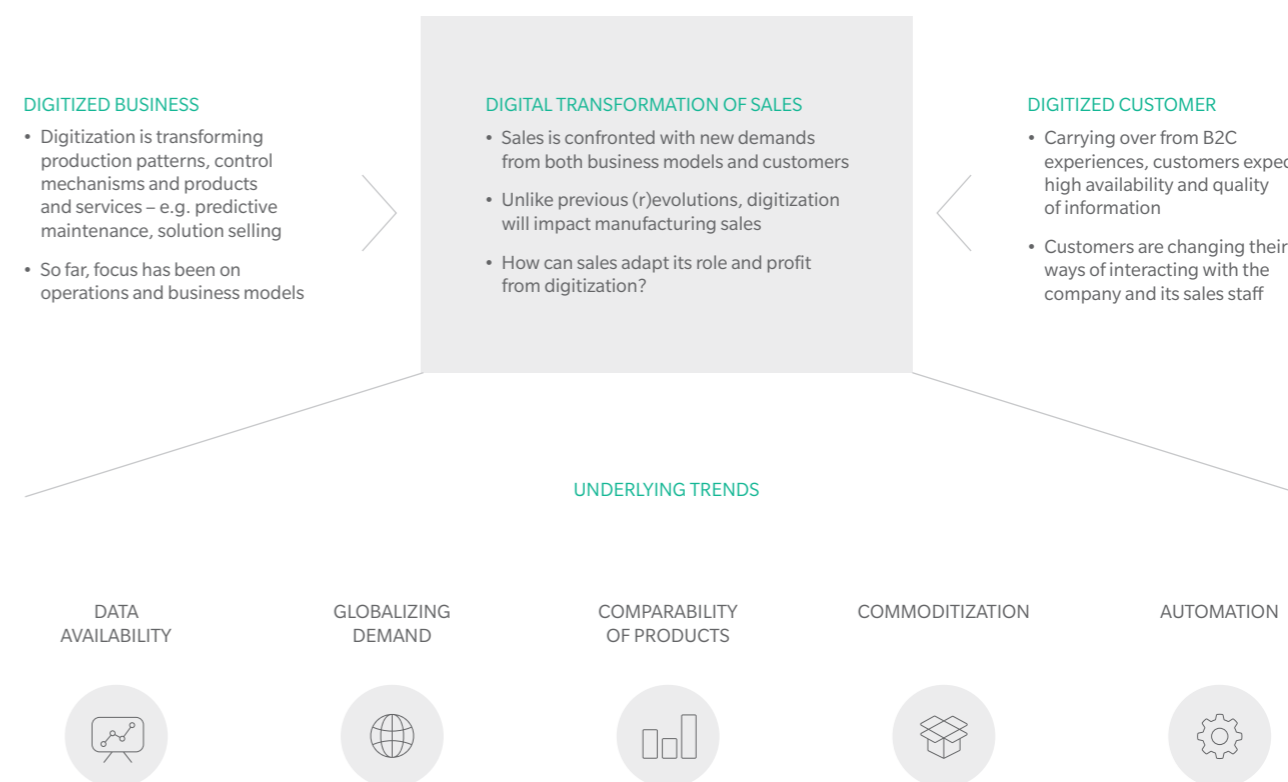 DIGITIZED BUSINESS
• Digitization is transforming
production patterns, control
mechanisms and products
and services – e.g. predictive
maintenance, solution selling
• So far, focus has been on
operations and business models
DIGITAL TRANSFORMATION OF SALES
• Sales is confronted with new demands
from both business models and customers
• Unlike previous (r)evolutions, digitization
will impact manufacturing sales
• How can sales adapt its role and profit
from digitization?
DIGITIZED CUSTOMER
• Carrying over from B2C
experiences, customers expec
high availability and quality
of information
• Customers are changing their
ways of interacting with the
company and its sales staff
UNDERLYING TRENDS
DATA
AVAILABILITY
GLOBALIZING
DEMAND
COMPARABILITY
OF PRODUCTS
COMMODITIZATION
AUTOMATION